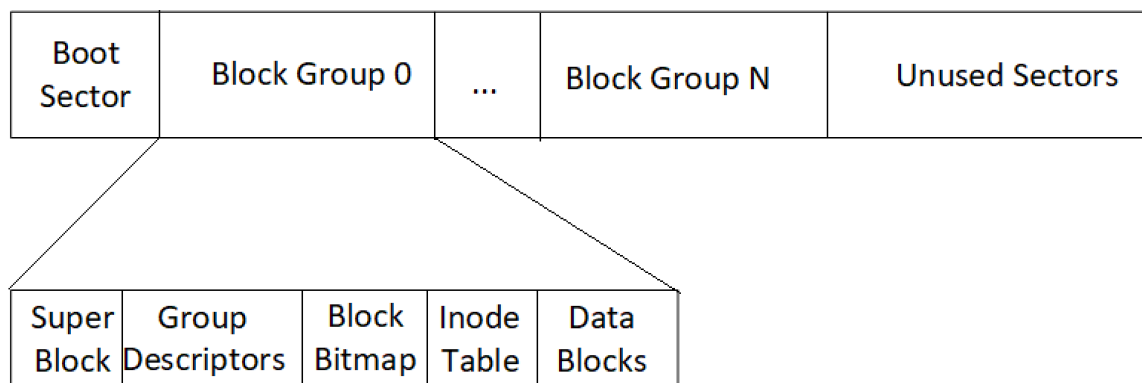 Boot
Sector
Block Group 0
...
Block Group N
Unused Sectors
Super
Block
Group
Descriptors
Block
Bitmap
Inode
Table
Data
Blocks